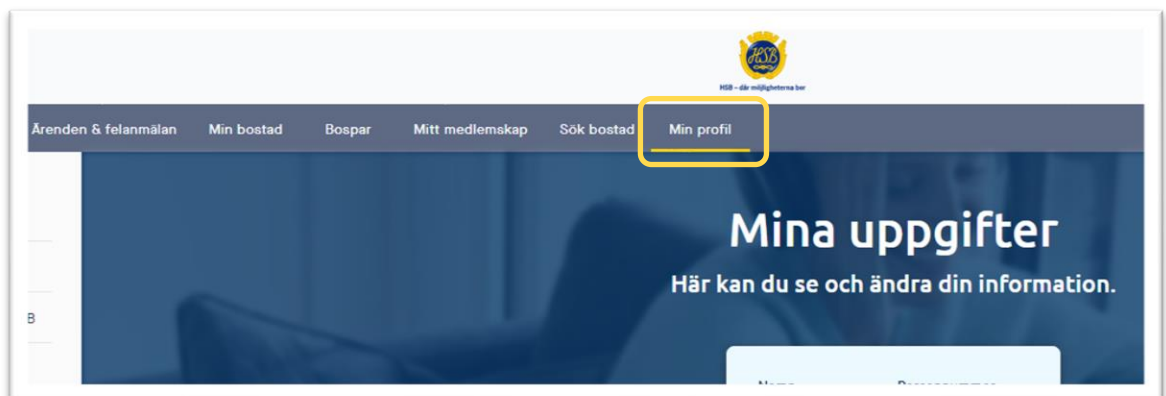 HSB
HSB – där möjligheterna bor
Ärenden & felanmälan Min bostad Bospar Mitt medlemskap Sök bostad Min profil
Mina uppgifter
Här kan du se och ändra din information.
B